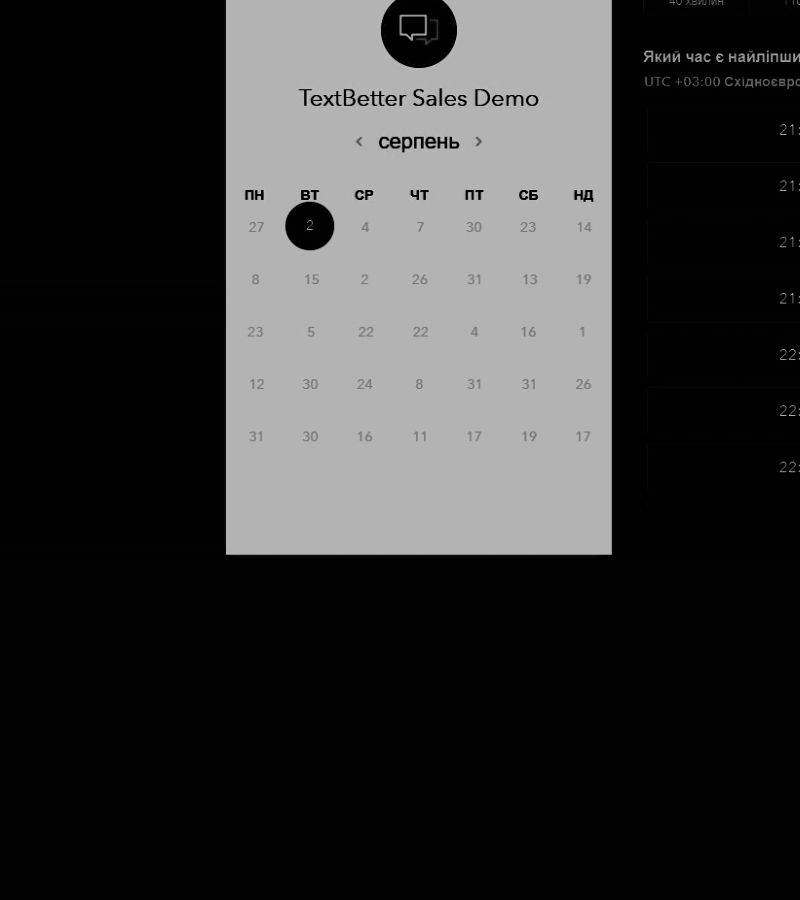 TextBetter Sales Demo
серпень
ПН ВТ СР ЧТ ПТ СБ НД
27 2 4 7 30 23 14
8 15 2 26 31 13 19
23 5 22 22 4 16 1
12 30 24 8 31 31 26
31 30 16 11 17 19 17
40 хвилин
Який час є найліпши
UTC +03:00 Східноєвро
21:
21:
21:
21:
22:
22:
22: